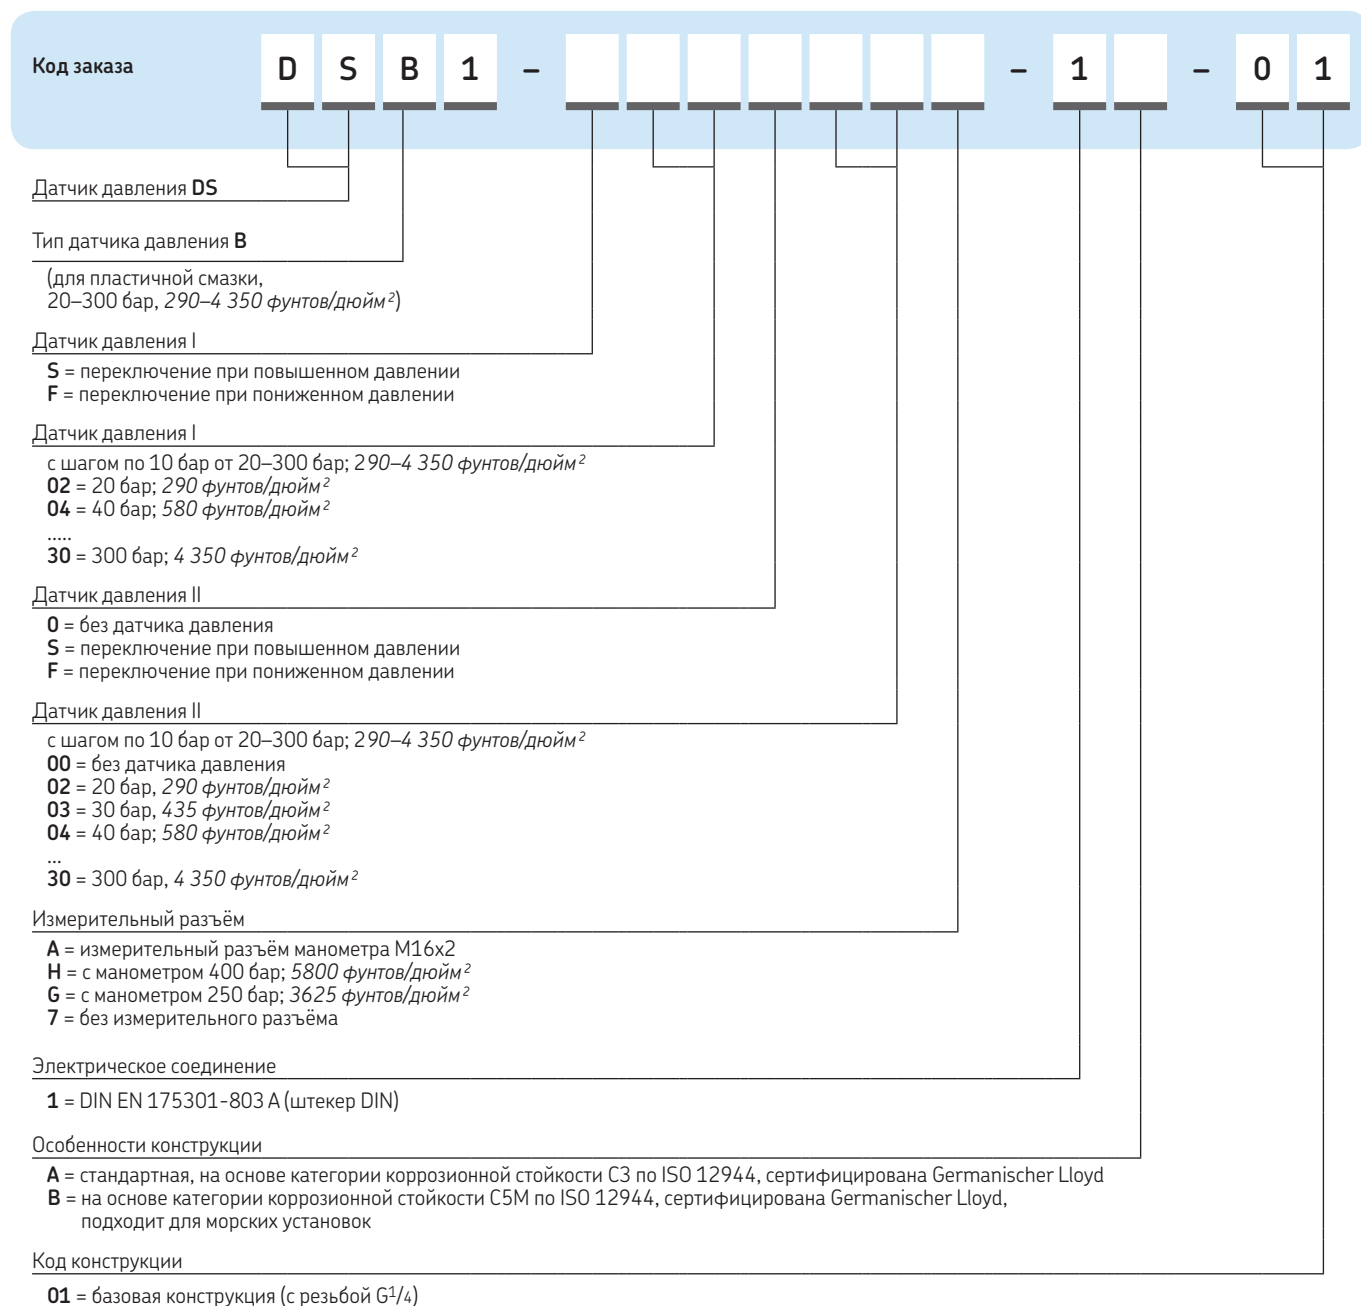 Код заказа D S B 1 – – 1 – 0 1
Датчик давления DS
Тип датчика давления B
(для пластичной смазки,
20–300 бар, 290–4 350 фунтов/дюйм²)
Датчик давления I
S = переключение при повышенном давлении
F = переключение при пониженном давлении
Датчик давления I
с шагом по 10 бар от 20–300 бар; 290–4 350 фунтов/дюйм²
02 = 20 бар; 290 фунтов/дюйм²
04 = 40 бар; 580 фунтов/дюйм²
.....
30 = 300 бар; 4 350 фунтов/дюйм²
Датчик давления II
0 = без датчика давления
S = переключение при повышенном давлении
F = переключение при пониженном давлении
Датчик давления II
с шагом по 10 бар от 20–300 бар; 290–4 350 фунтов/дюйм²
00 = без датчика давления
02 = 20 бар, 290 фунтов/дюйм²
03 = 30 бар, 435 фунтов/дюйм²
04 = 40 бар; 580 фунтов/дюйм²
...
30 = 300 бар, 4 350 фунтов/дюйм²
Измерительный разъём
A = измерительный разъём манометра M16x2
H = с манометром 400 бар; 5800 фунтов/дюйм²
G = с манометром 250 бар; 3625 фунтов/дюйм²
7 = без измерительного разъёма
Электрическое соединение
1 = DIN EN 175301-803 A (штекер DIN)
Особенности конструкции
A = стандартная, на основе категории коррозионной стойкости C3 по ISO 12944, сертифицирована Germanischer Lloyd
B = на основе категории коррозионной стойкости C5M по ISO 12944, сертифицирована Germanischer Lloyd,
подходит для морских установок
Код конструкции
01 = базовая конструкция (с резьбой G1/4)